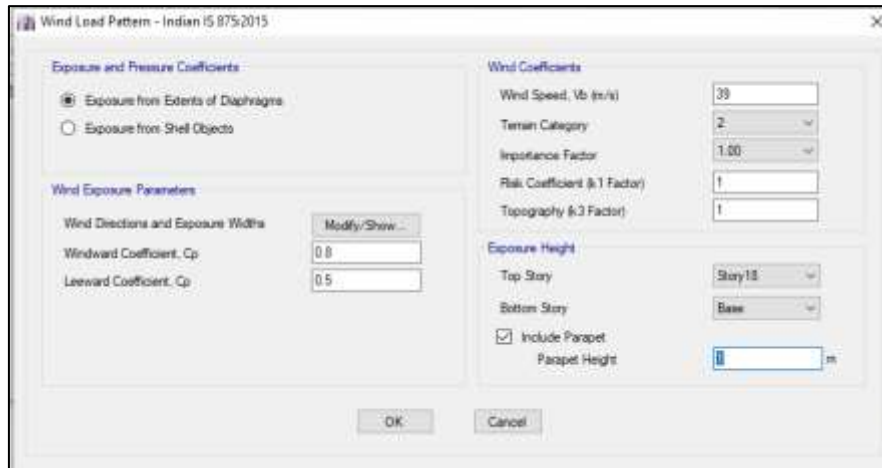 Wind Load Pattern - Indian IS 875:2015
Exposure and Pressure Coefficients
Exposure from Extents of Diaphragms
Exposure from Shell Objects
Wind Exposure Parameters
Wind Directions and Exposure Widths
Modify/Show...
Windward Coefficient, Cp
0.8
Leeward Coefficient, Cp
0.5
Wind Coefficients
Wind Speed, Vb (m/s)
39
Terrain Category
2
Importance Factor
1.00
Risk Coefficient (k1 Factor)
1
Topography (k3 Factor)
1
Exposure Height
Top Story
Story18
Bottom Story
Base
Include Parapet
Parapet Height
m
OK
Cancel